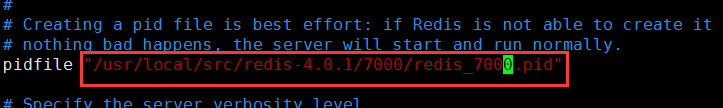 #
# Creating a pid file is best effort: if Redis is not able to create it
# nothing bad happens, the server will start and run normally.
pidfile "/usr/local/src/redis-4.0.1/7000/redis_7000.pid"
# Specify the server verbosity level